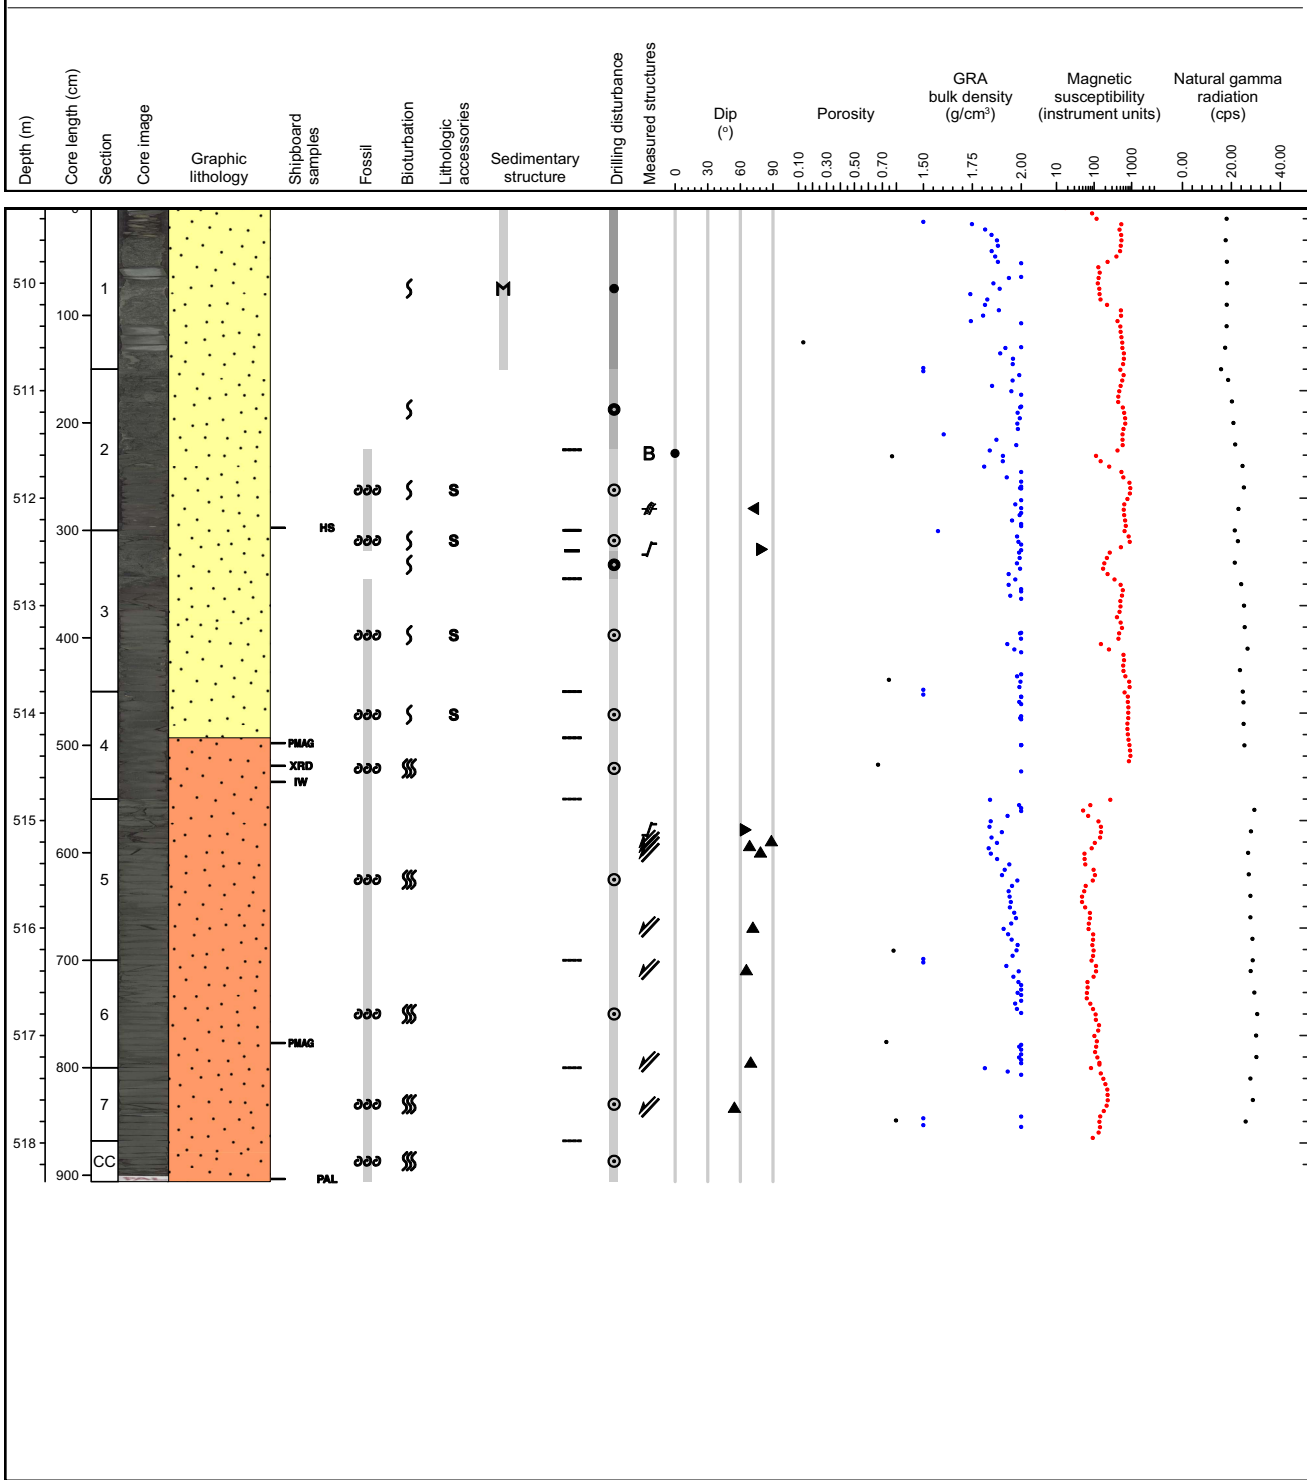 Depth (m)
Core length (cm)
Section
Core image
Graphic
lithology
Shipboard
samples
Fossil
Bioturbation
Lithologic
accessories
Sedimentary
structure
Drilling disturbance
Measured structures
Dip
(o)
0
30
60
90
Porosity
0.10
0.30
0.50
0.70
GRA
bulk density
(g/cm3)
1.50
1.75
2.00
Magnetic
susceptibility
(instrument units)
10
100
1000
Natural gamma
radiation
(cps)
0.00
20.00
40.00
0
510
1
M
100
511
200
2
B
512
S
300
HS
S
513
3
400
S
514
S
4
PMAG
500
XRD
IW
515
600
5
516
700
6
517
PMAG
800
7
518
CC
900
PAL